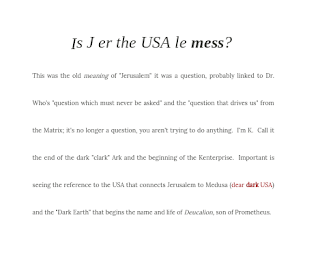 Is J er the USA le mess?
This was the old meaning of "Jerusalem" it was a question, probably linked to Dr.
Who's "question which must never be asked" and the "question that drives us" from
the Matrix; it's no longer a question, you aren't trying to do anything. I'm K. Call it
the end of the dark "clark" Ark and the beginning of the Kenterprise. Important is
seeing the reference to the USA that connects Jerusalem to Medusa (dear dark USA)
and the "Dark Earth" that begins the name and life of Deucalion, son of Prometheus.